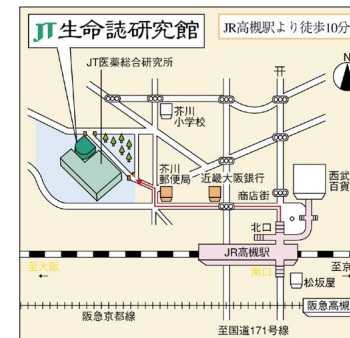 JT生命誌研究館
JR高槻駅より徒歩10分
N
JT医薬総合研究所
芥川
小学校
芥川
郵便局
近畿大阪銀行
商店街
西武
百貨
北口
JR高槻駅
至大阪
←
南口
至京
→
松坂屋
阪急京都線
阪急高槻
至国道171号線